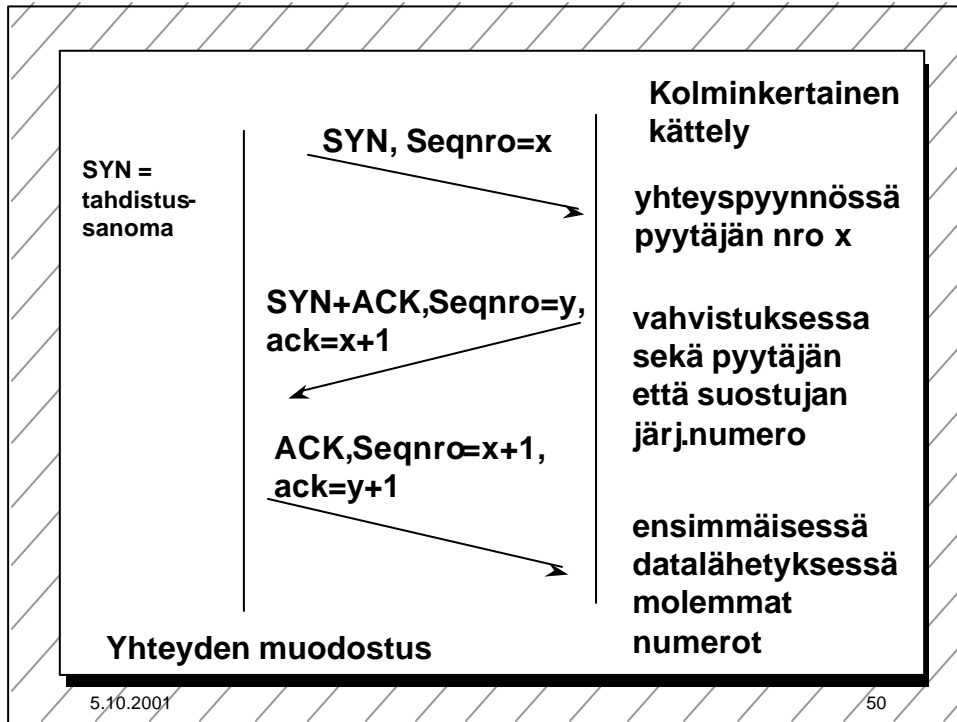 Kolminkertainen
kättely
SYN, Seqnro=x
SYN =
tahdistus-
sanoma
yhteyspyynnössä
pyytäjän nro x
SYN+ACK,Seqnro=y,
ack=x+1
vahvistuksessa
sekä pyytäjän
että suostujan
järj.numero
ACK,Seqnro=x+1,
ack=y+1
ensimmäisessä
datalähetyksessä
molemmat
numerot
Yhteyden muodostus
5.10.2001
50